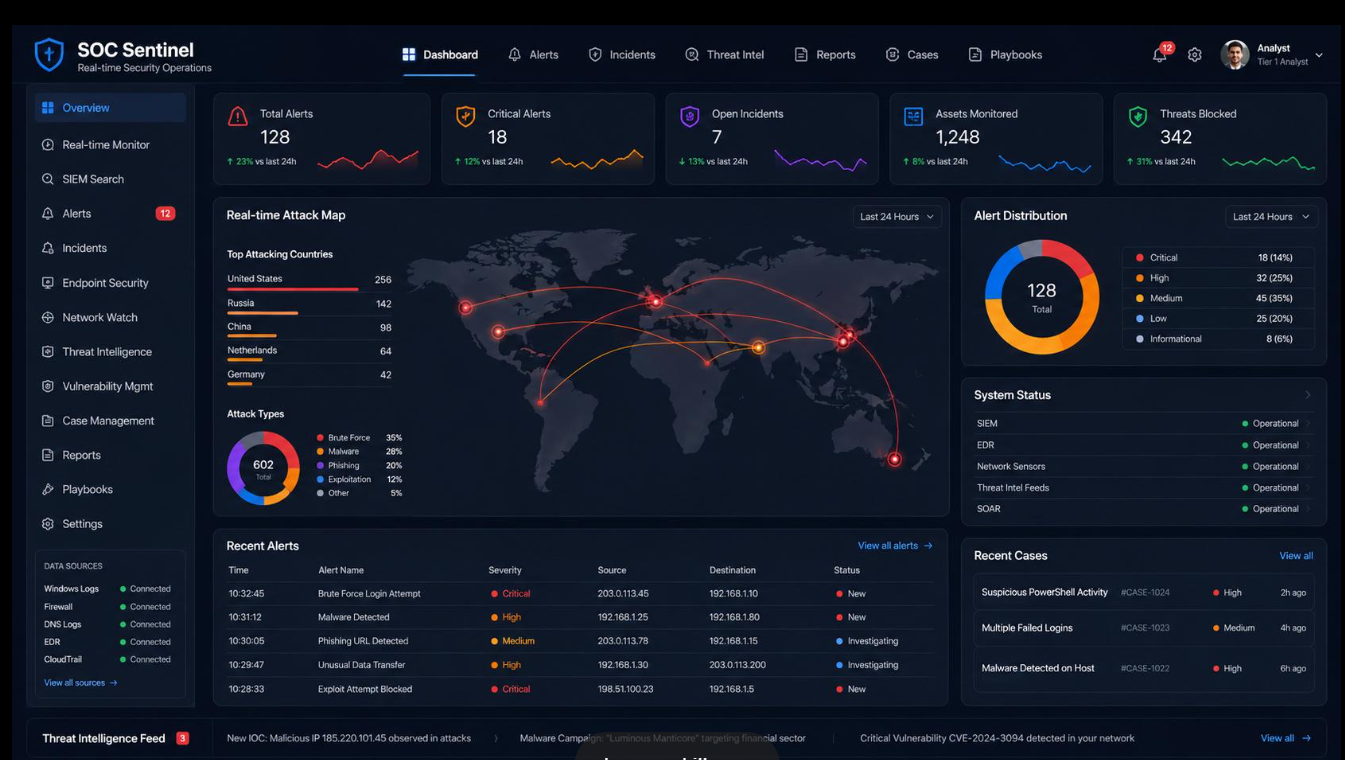 SOC Sentinel
Real-time Security Operations
Dashboard
Alerts
Incidents
Threat Intel
Reports
Cases
Playbooks
12
Analyst
Tier 1 Analyst
Overview
Real-time Monitor
SIEM Search
Alerts 12
Incidents
Endpoint Security
Network Watch
Threat Intelligence
Vulnerability Mgmt
Case Management
Reports
Playbooks
Settings
DATA SOURCES
Windows Logs Connected
Firewall Connected
DNS Logs Connected
EDR Connected
CloudTrail Connected
View all sources →
Total Alerts
128
↑ 23% vs last 24h
Critical Alerts
18
↑ 12% vs last 24h
Open Incidents
7
↓ 13% vs last 24h
Assets Monitored
1,248
↑ 8% vs last 24h
Threats Blocked
342
↑ 31% vs last 24h
Real-time Attack Map
Last 24 Hours
Top Attacking Countries
United States 256
Russia 142
China 98
Netherlands 64
Germany 42
Attack Types
602
Total
Brute Force 35%
Malware 28%
Phishing 20%
Exploitation 12%
Other 5%
Alert Distribution
Last 24 Hours
128
Total
Critical 18 (14%)
High 32 (25%)
Medium 45 (35%)
Low 25 (20%)
Informational 8 (6%)
System Status
SIEM Operational
EDR Operational
Network Sensors Operational
Threat Intel Feeds Operational
SOAR Operational
Recent Alerts
View all alerts →
Time Alert Name Severity Source Destination Status
10:32:45 Brute Force Login Attempt Critical 203.0.113.45 192.168.1.10 New
10:31:12 Malware Detected High 192.168.1.25 192.168.1.80 New
10:30:05 Phishing URL Detected Medium 203.0.113.78 192.168.1.15 Investigating
10:29:47 Unusual Data Transfer High 192.168.1.30 203.0.113.200 Investigating
10:28:33 Exploit Attempt Blocked Critical 198.51.100.23 192.168.1.5 New
Recent Cases
View all
Suspicious PowerShell Activity #CASE-1024 High 2h ago
Multiple Failed Logins #CASE-1023 Medium 4h ago
Malware Detected on Host #CASE-1022 High 6h ago
Threat Intelligence Feed 3
New IOC: Malicious IP 185.220.101.45 observed in attacks
Malware Campaign: "Luminous Manticore" targeting financial sector
Critical Vulnerability CVE-2024-3094 detected in your network
View all →